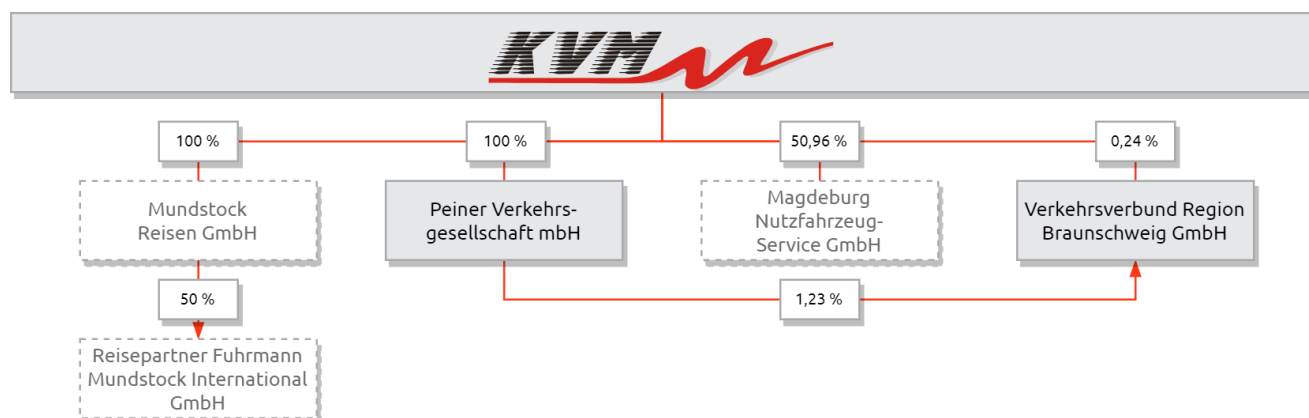 KVM
100 %
100 %
50,96 %
0,24 %
Mundstock
Reisen GmbH
Peiner Verkehrs-
gesellschaft mbH
Magdeburg
Nutzfahrzeug-
Service GmbH
Verkehrsverbund Region
Braunschweig GmbH
50 %
1,23 %
Reisepartner Fuhrmann
Mundstock International
GmbH